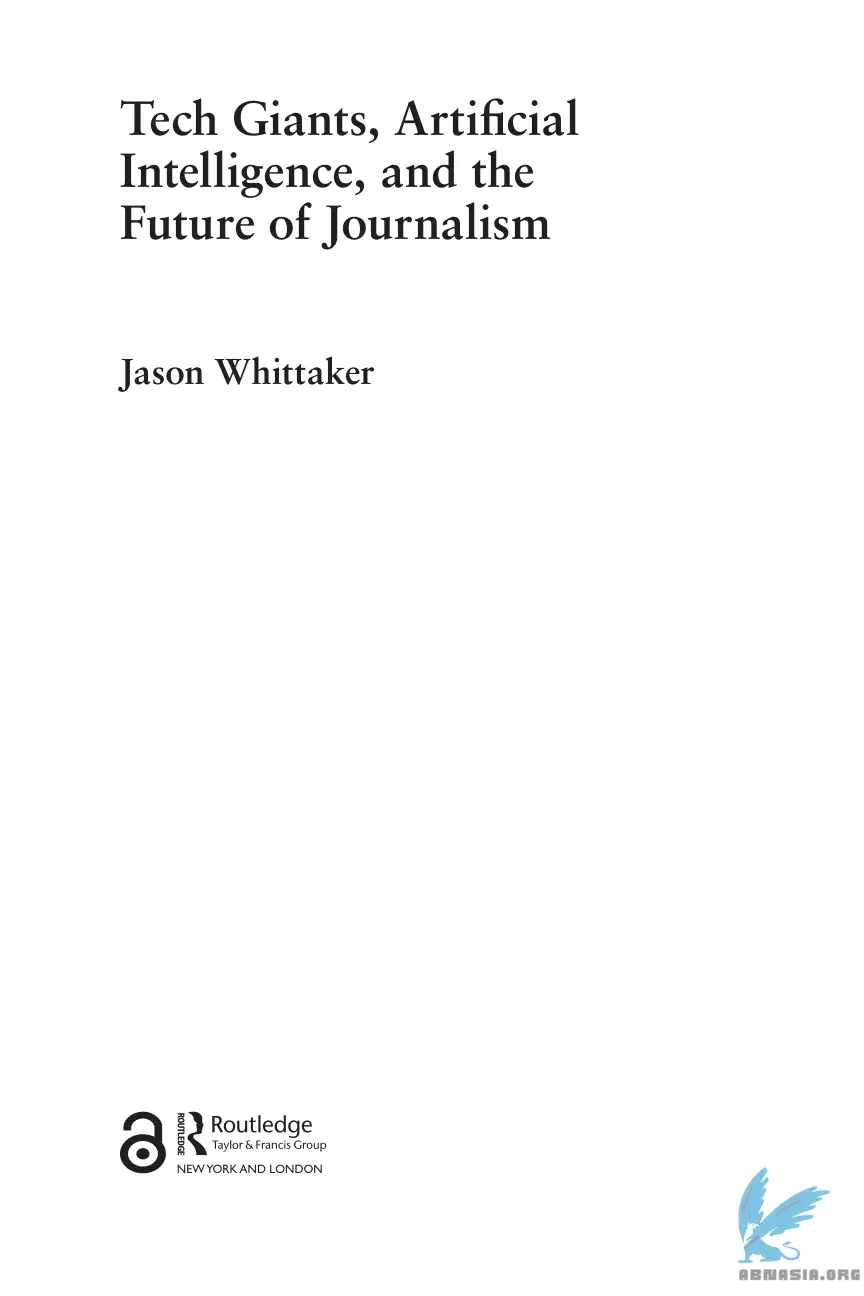 Tech Giants, Artificial
Intelligence, and the
Future of Journalism
Jason Whittaker
ROUTLEDGE
Routledge
Taylor & Francis Group
NEW YORK AND LONDON
ABNASIA.ORG